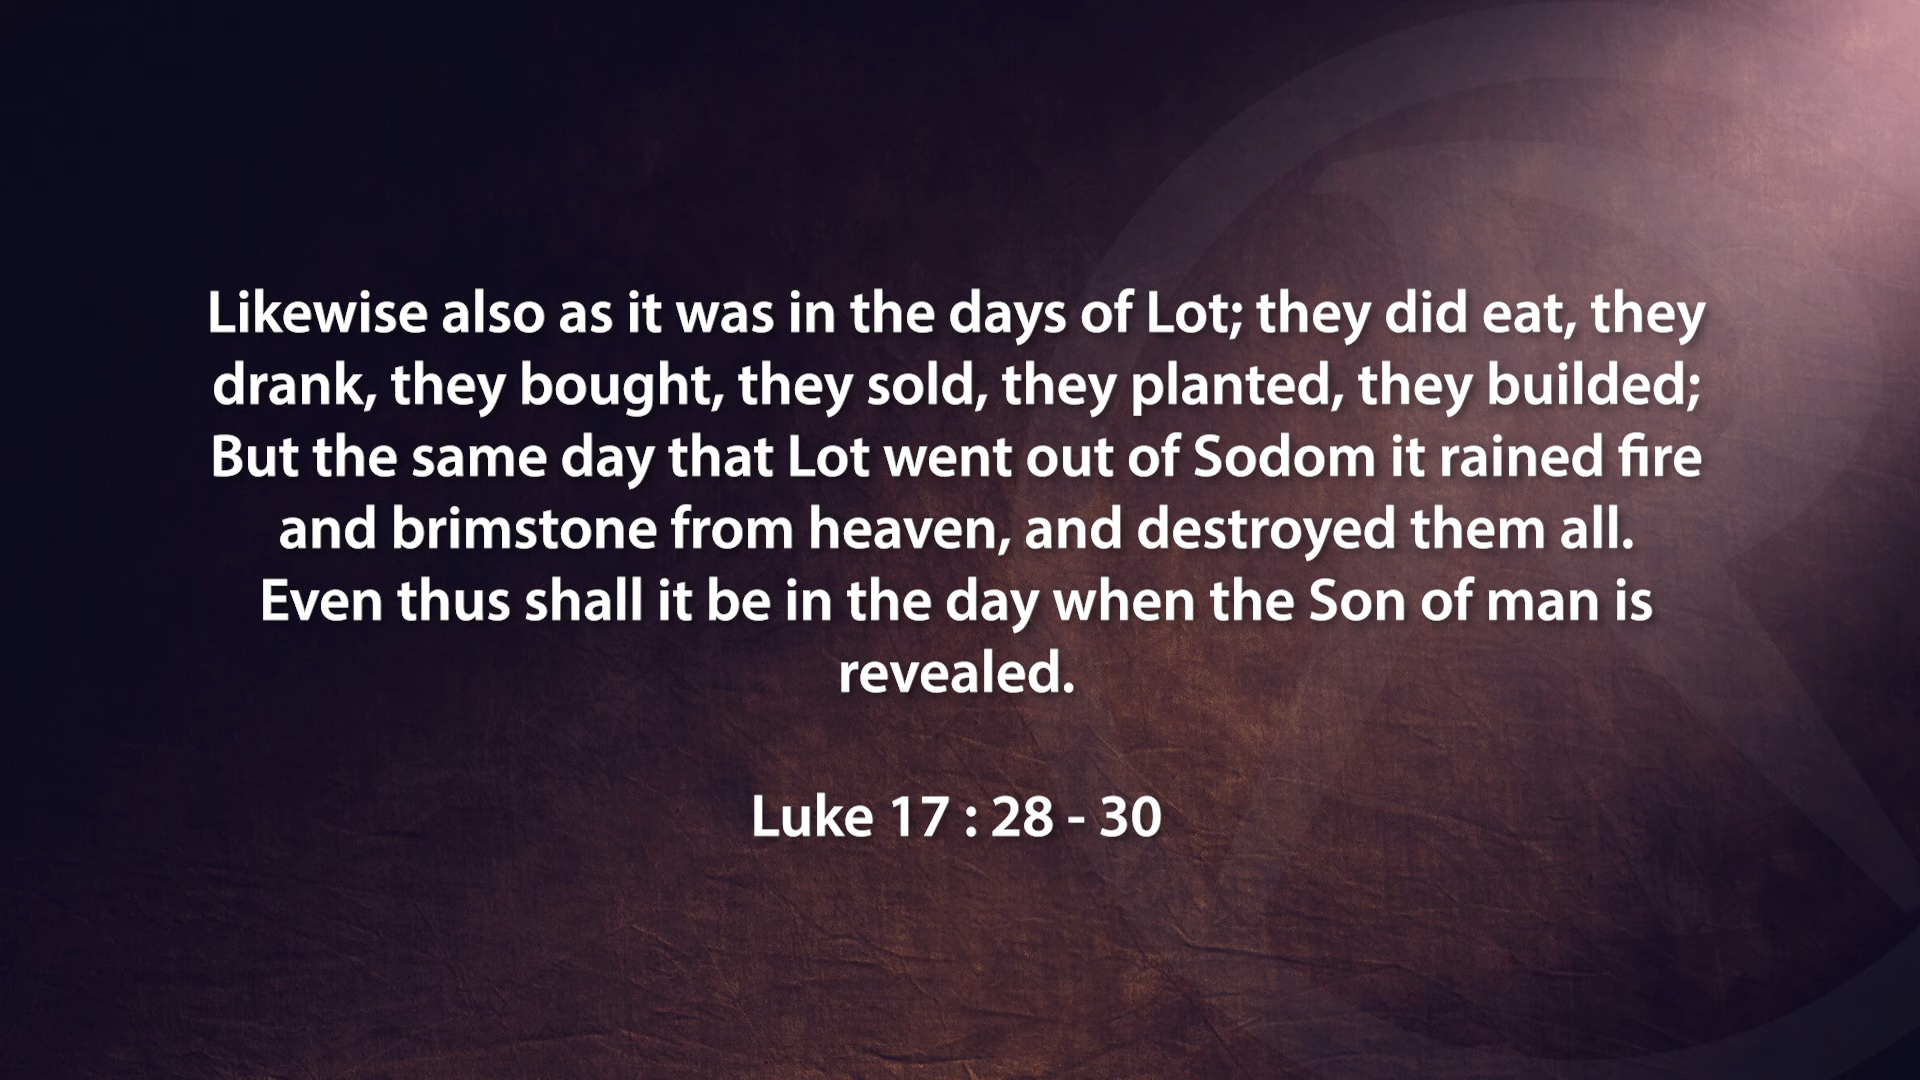 Likewise also as it was in the days of Lot; they did eat, they
drank, they bought, they sold, they planted, they builded;
But the same day that Lot went out of Sodom it rained fire
and brimstone from heaven, and destroyed them all.
Even thus shall it be in the day when the Son of man is
revealed.
Luke 17 : 28 - 30